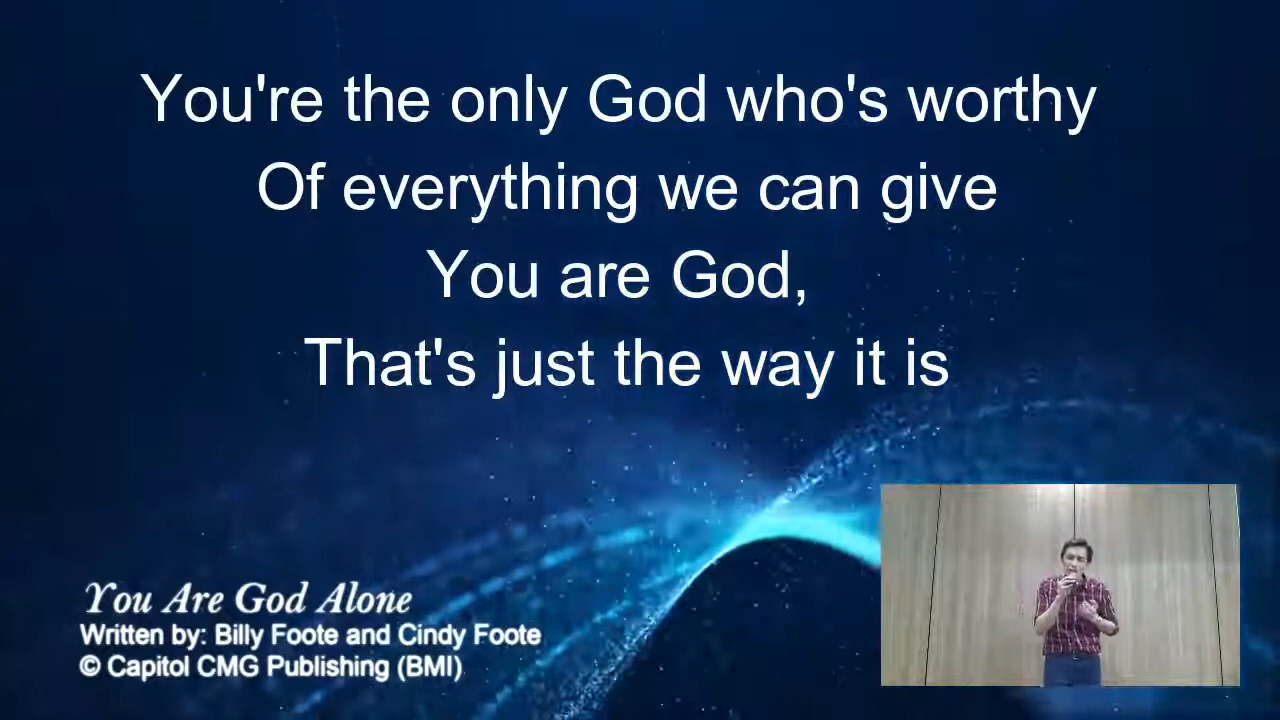 You're the only God who's worthy
Of everything we can give
You are God,
That's just the way it is
You Are God Alone
Written by: Billy Foote and Cindy Foote
© Capitol CMG Publishing (BMI)